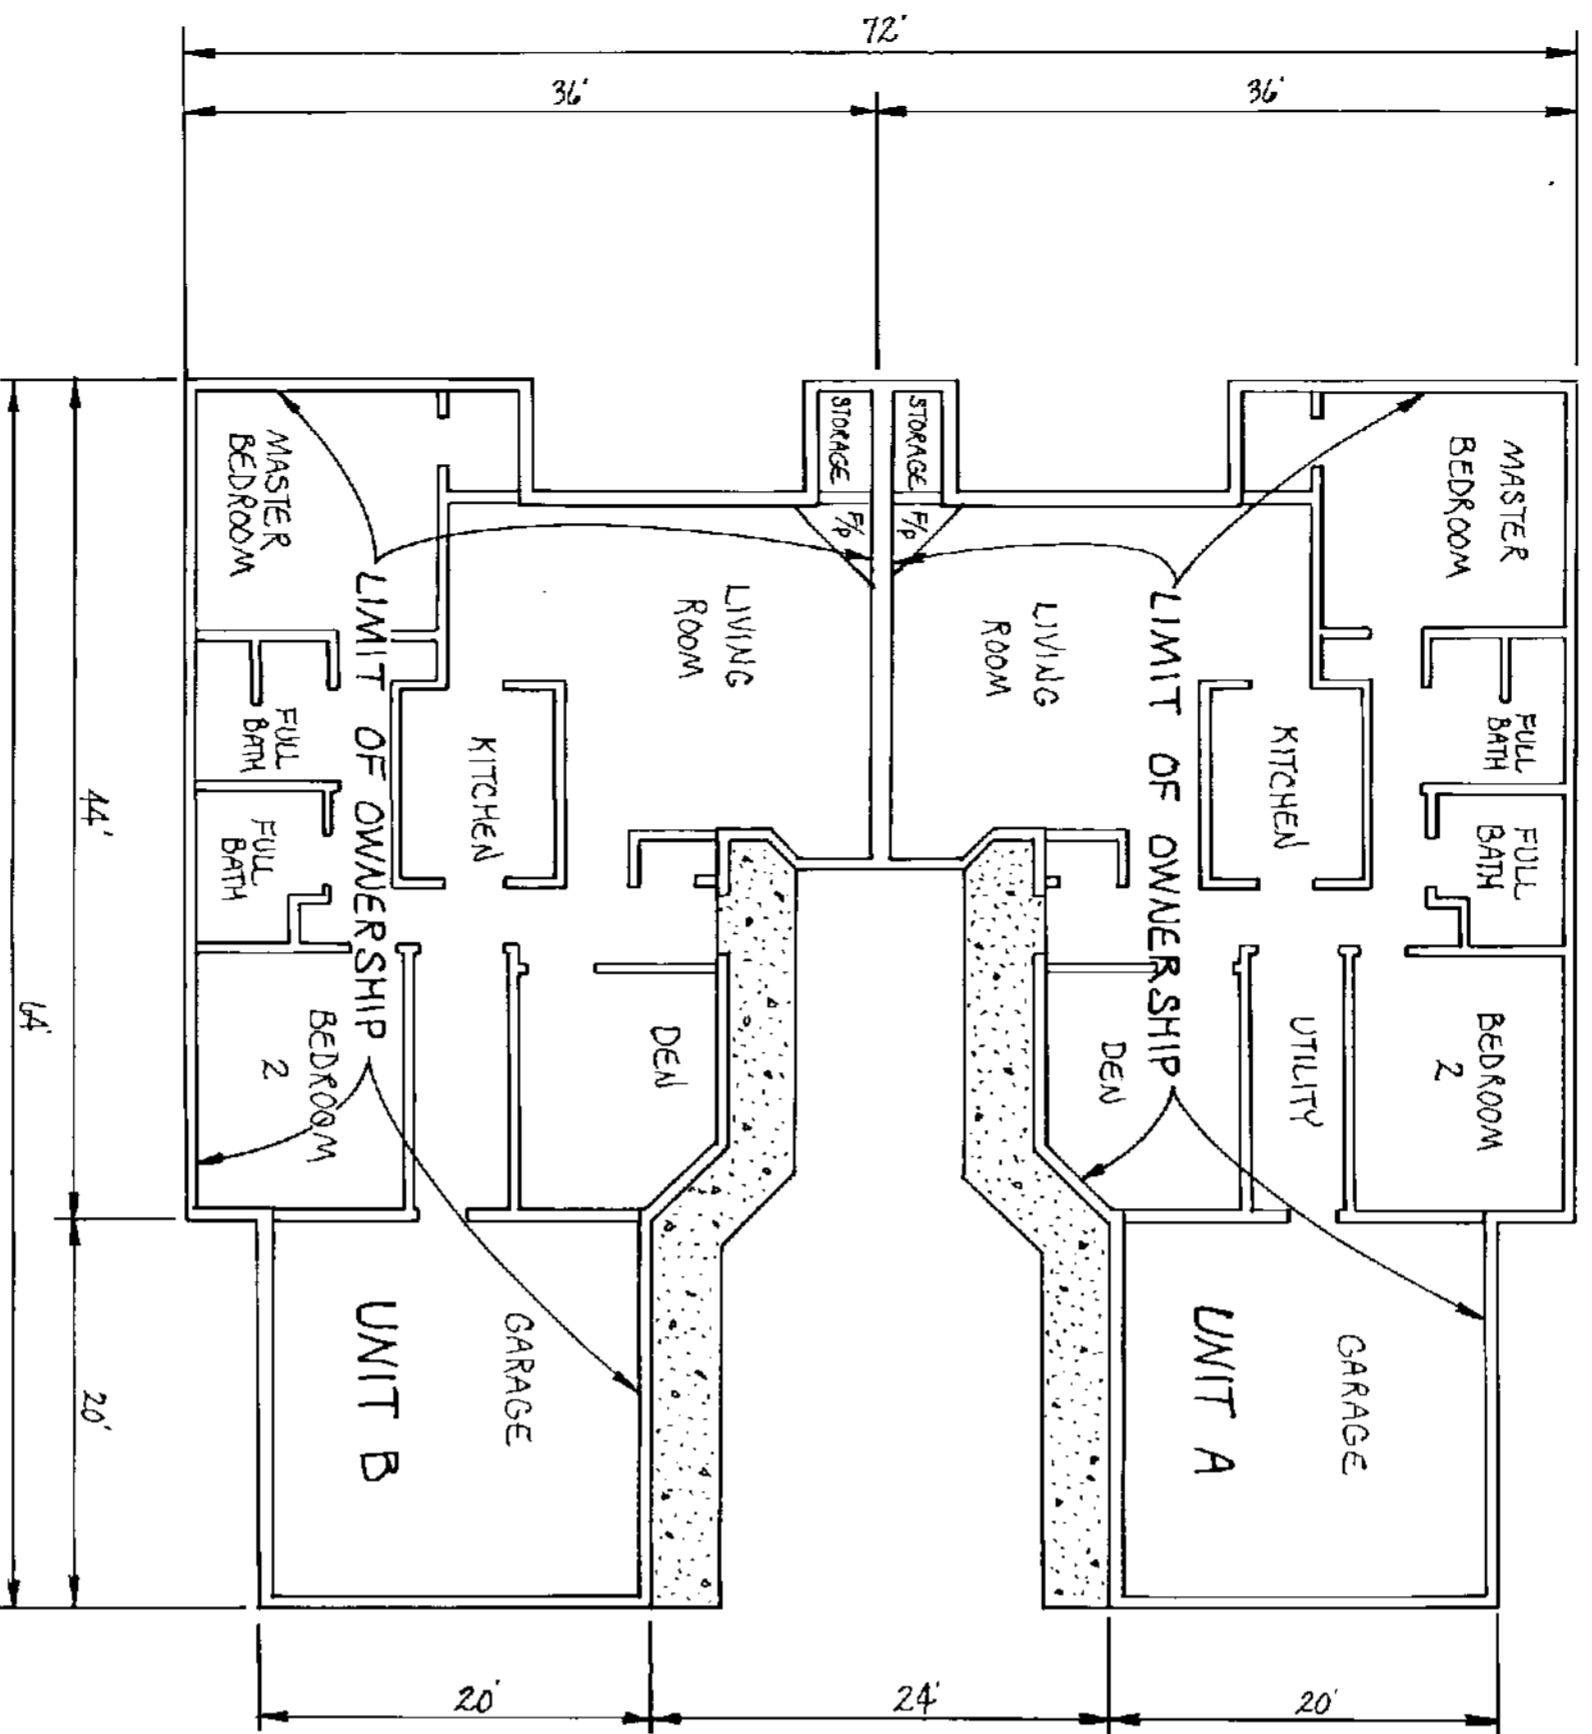 72'
36'
36'
STORAGE
STORAGE
F/P
F/P
MASTER
BEDROOM
MASTER
BEDROOM
LIMIT OF OWNERSHIP
LIMIT OF OWNERSHIP
LIVING
ROOM
LIVING
ROOM
KITCHEN
KITCHEN
FULL
BATH
FULL
BATH
FULL
BATH
FULL
BATH
44'
64'
20'
BEDROOM
2
DEN
DEN
UTILITY
BEDROOM
2
UNIT B
GARAGE
UNIT A
GARAGE
20'
24'
20'